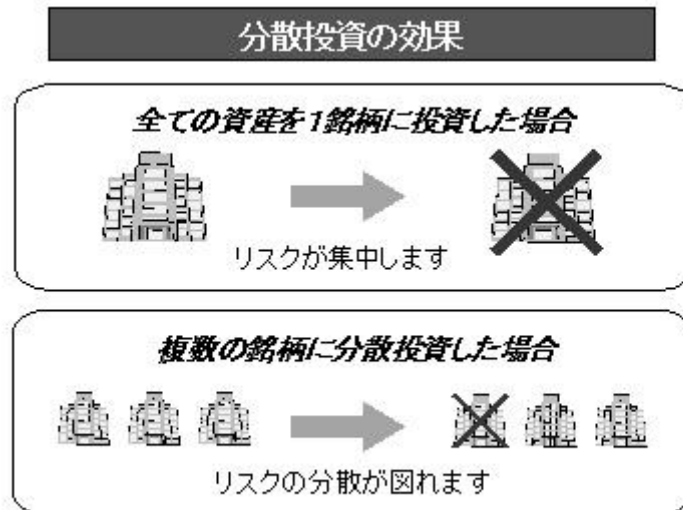 分散投資の効果
全ての資産を1銘柄に投資した場合
リスクが集中します
複数の銘柄に分散投資した場合
リスクの分散が図れます